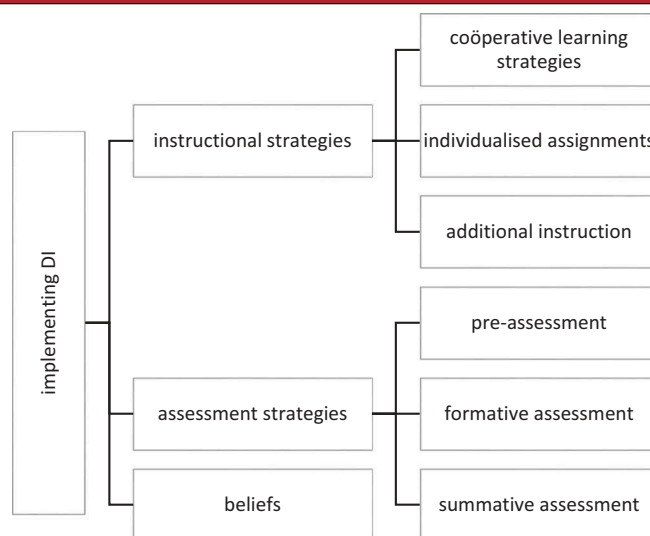 implementing DI
instructional strategies
coöperative learning
strategies
individualised assignments
additional instruction
assessment strategies
pre-assessment
formative assessment
summative assessment
beliefs